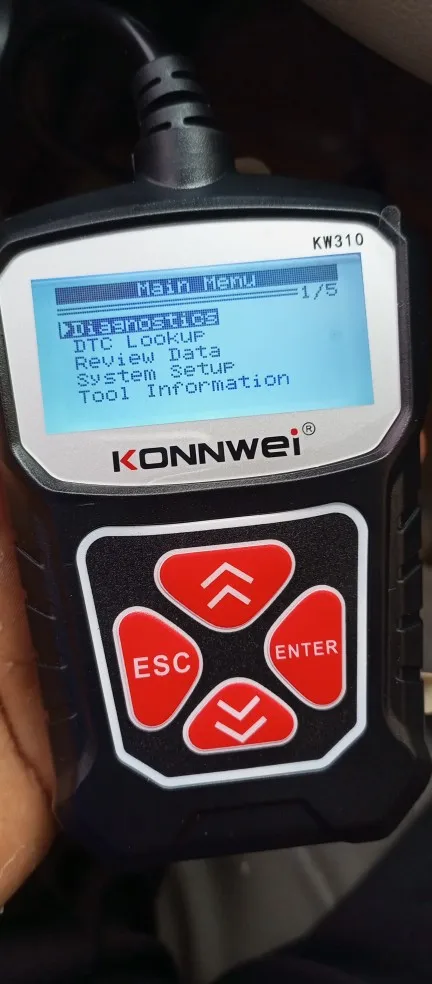 KW310
Main Menu
1/5
Diagnostics
DTC Lookup
Review Data
System Setup
Tool Information
KONNWEI®
ESC
ENTER